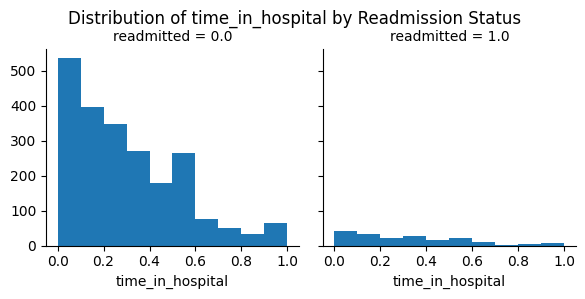 Distribution of time_in_hospital by Readmission Status
readmitted = 0.0
readmitted = 1.0
500
400
300
200
100
0
0.0 0.2 0.4 0.6 0.8 1.0
0.0 0.2 0.4 0.6 0.8 1.0
time_in_hospital
time_in_hospital